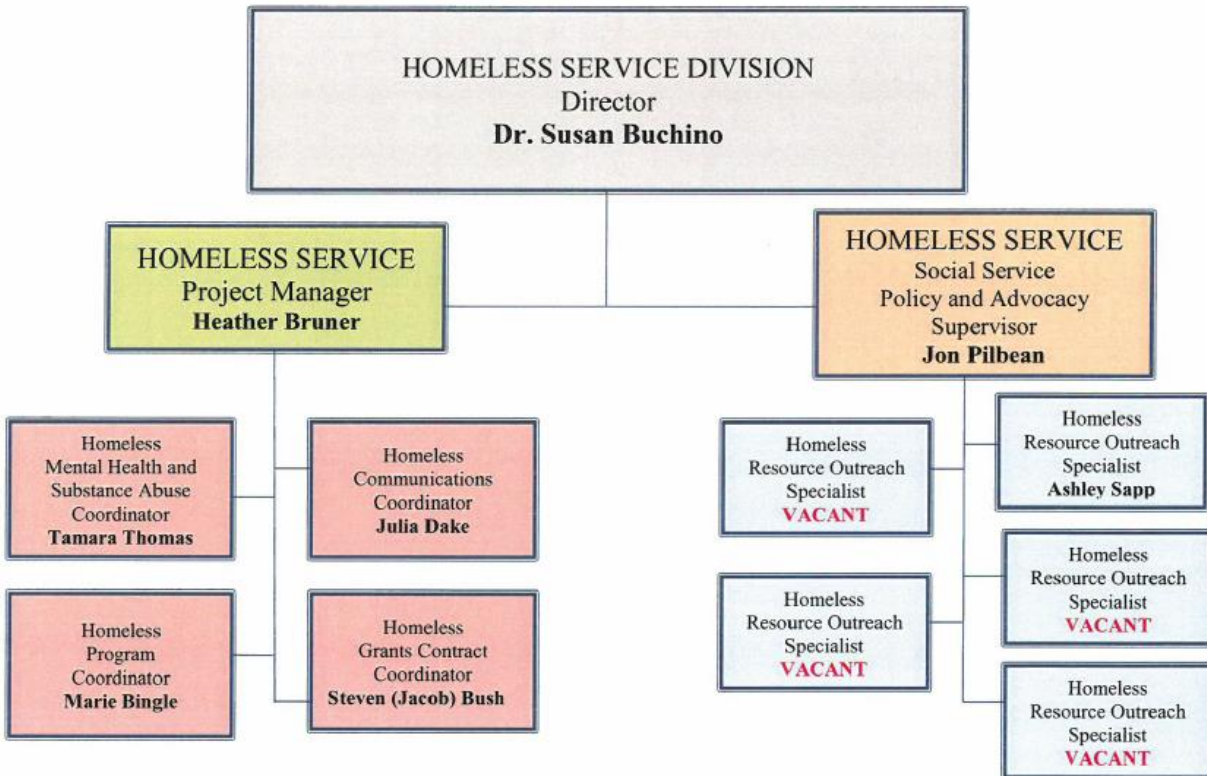 HOMELESS SERVICE DIVISION
Director
Dr. Susan Buchino
HOMELESS SERVICE
Project Manager
Heather Bruner
HOMELESS SERVICE
Social Service
Policy and Advocacy
Supervisor
Jon Pilbean
Homeless
Mental Health and
Substance Abuse
Coordinator
Tamara Thomas
Homeless
Communications
Coordinator
Julia Dake
Homeless
Resource Outreach
Specialist
VACANT
Homeless
Resource Outreach
Specialist
Ashley Sapp
Homeless
Program
Coordinator
Marie Bingle
Homeless
Grants Contract
Coordinator
Steven (Jacob) Bush
Homeless
Resource Outreach
Specialist
VACANT
Homeless
Resource Outreach
Specialist
VACANT
Homeless
Resource Outreach
Specialist
VACANT